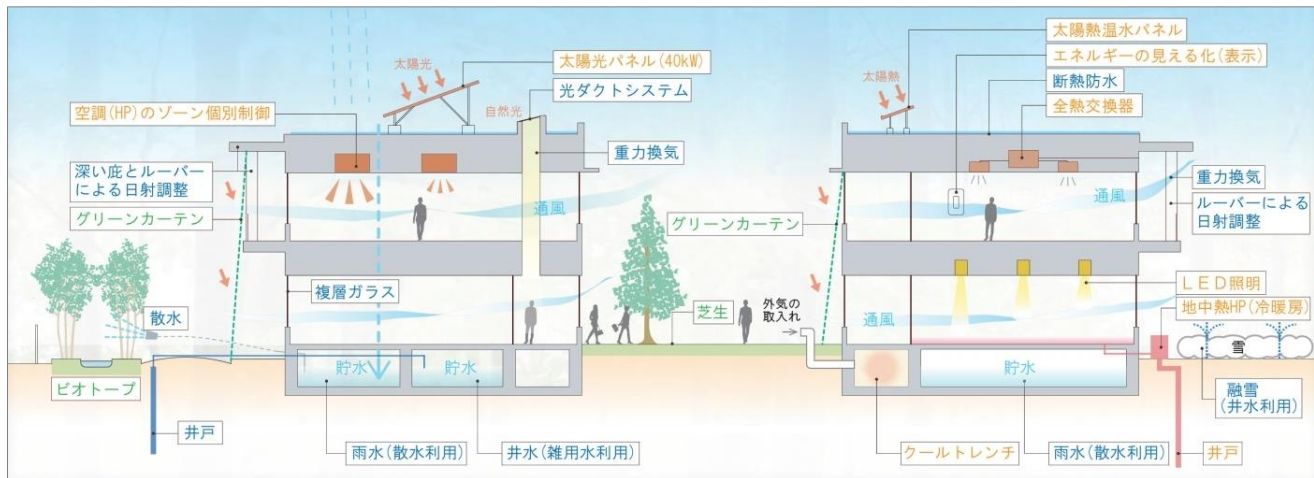 太陽光
太陽光パネル(40kW)
光ダクトシステム
自然光
空調(HP)のゾーン個別制御
重力換気
深い庇とルーバー
による日射調整
グリーンカーテン
通風
複層ガラス
散水
貯水
貯水
ビオトープ
井戸
雨水(散水利用)
井水(雑用水利用)
芝生
グリーンカーテン
外気の
取入れ
太陽熱温水パネル
エネルギーの見える化(表示)
太陽熱
断熱防水
全熱交換器
重力換気
通風
ルーバーによる
日射調整
LED照明
通風
地中熱HP(冷暖房)
雪
貯水
融雪
(井水利用)
クールトレンチ
雨水(散水利用)
井戸